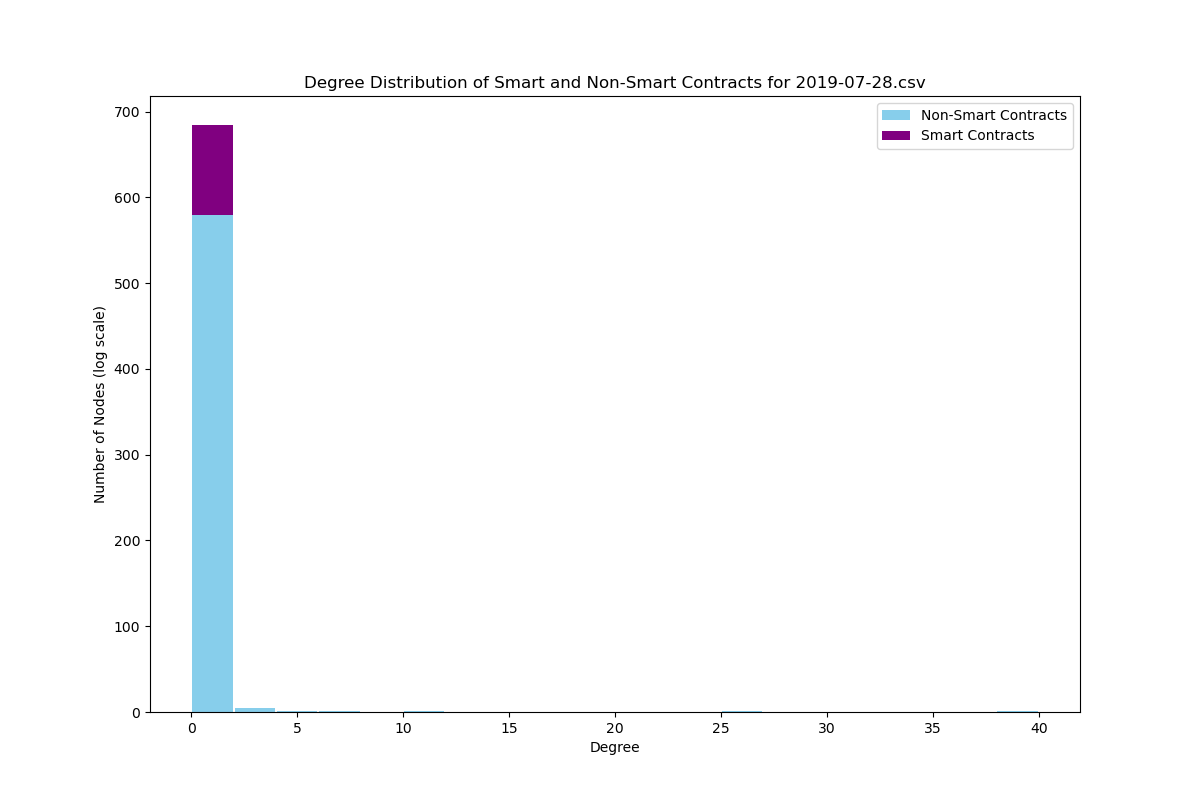 Degree Distribution of Smart and Non-Smart Contracts for 2019-07-28.csv
Non-Smart Contracts
Smart Contracts
Number of Nodes (log scale)
700
600
500
400
300
200
100
0
0 5 10 15 20 25 30 35 40
Degree